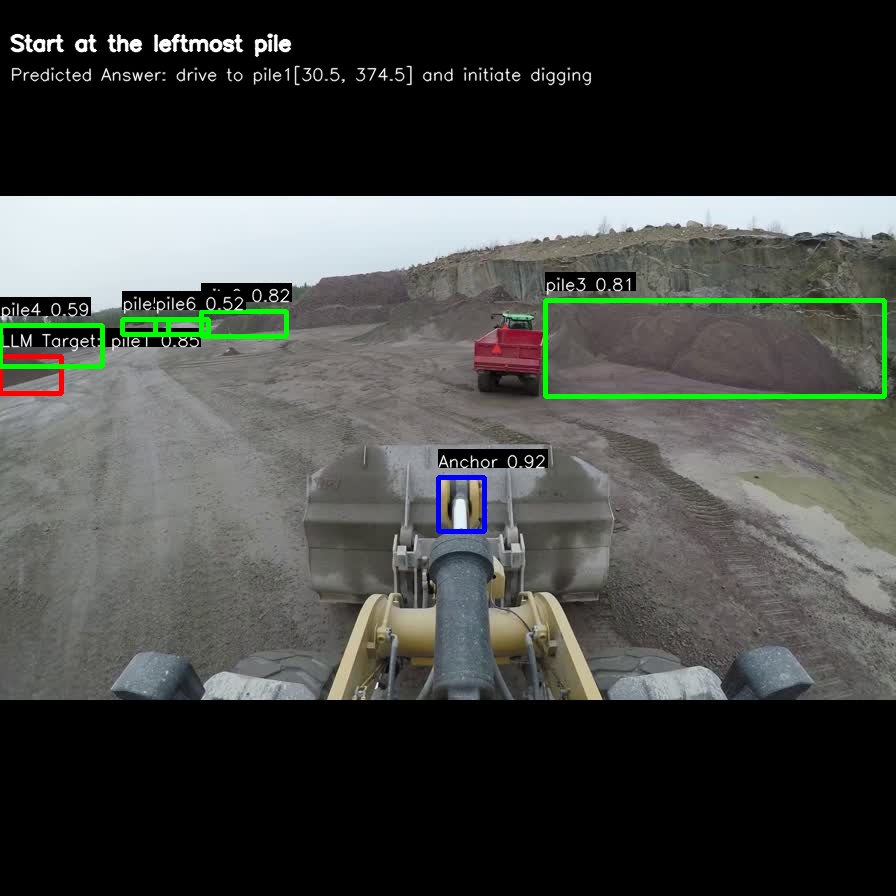 Start at the leftmost pile
Predicted Answer: drive to pile1[30.5, 374.5] and initiate digging
pile3 0.81
0.82
pile
pile6 0.52
pile4 0.59
LLM Target: pile1 0.85
Anchor 0.92